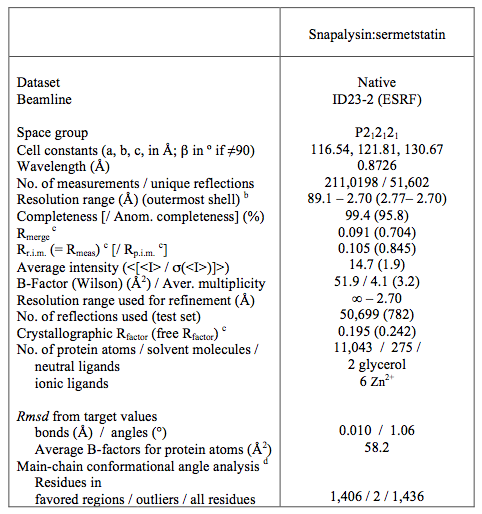 Snapalysin:sermetstatin
Dataset Native
Beamline ID23-2 (ESRF)
Space group P2₁2₁2₁
Cell constants (a, b, c, in Å; β in ° if ≠90) 116.54, 121.81, 130.67
Wavelength (Å) 0.8726
No. of measurements / unique reflections 211,0198 / 51,602
Resolution range (Å) (outermost shell) ᵇ 89.1 – 2.70 (2.77– 2.70)
Completeness [/ Anom. completeness] (%) 99.4 (95.8)
Rmerge ᶜ 0.091 (0.704)
Rr.i.m. (= Rmeas) ᶜ [/ Rp.i.m. ᶜ] 0.105 (0.845)
Average intensity (<[<I> / σ(<I>)]>) 14.7 (1.9)
B-Factor (Wilson) (Å²) / Aver. multiplicity 51.9 / 4.1 (3.2)
Resolution range used for refinement (Å) ∞ – 2.70
No. of reflections used (test set) 50,699 (782)
Crystallographic Rfactor (free Rfactor) ᶜ 0.195 (0.242)
No. of protein atoms / solvent molecules / 11,043 / 275 /
neutral ligands 2 glycerol
ionic ligands 6 Zn²⁺
Rmsd from target values
bonds (Å) / angles (°) 0.010 / 1.06
Average B-factors for protein atoms (Å²) 58.2
Main-chain conformational angle analysis ᵈ
Residues in
favored regions / outliers / all residues 1,406 / 2 / 1,436